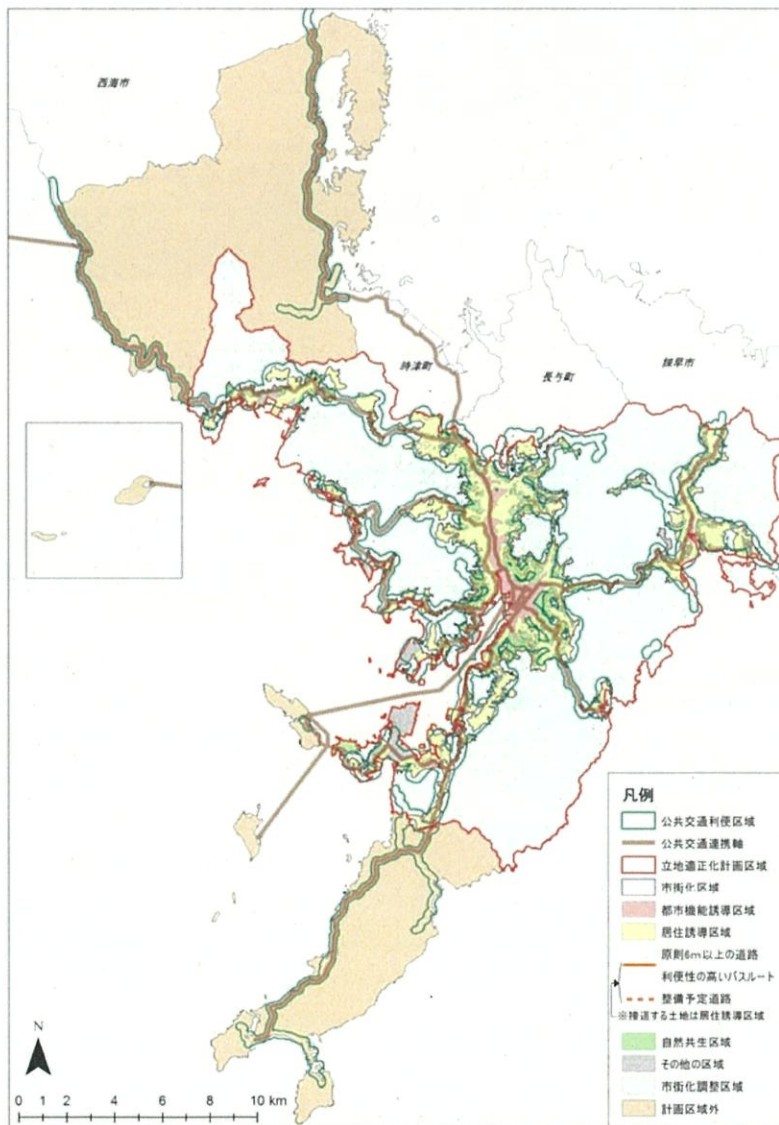 西海市
時津町
長与町
諫早市
凡例
公共交通利便区域
公共交通連携軸
立地適正化計画区域
市街化区域
都市機能誘導区域
居住誘導区域
原則6m以上の道路
利便性の高いバスルート
整備予定道路
※接道する土地は居住誘導区域
自然共生区域
その他の区域
市街化調整区域
計画区域外
N
0 1 2 4 6 8 10 km